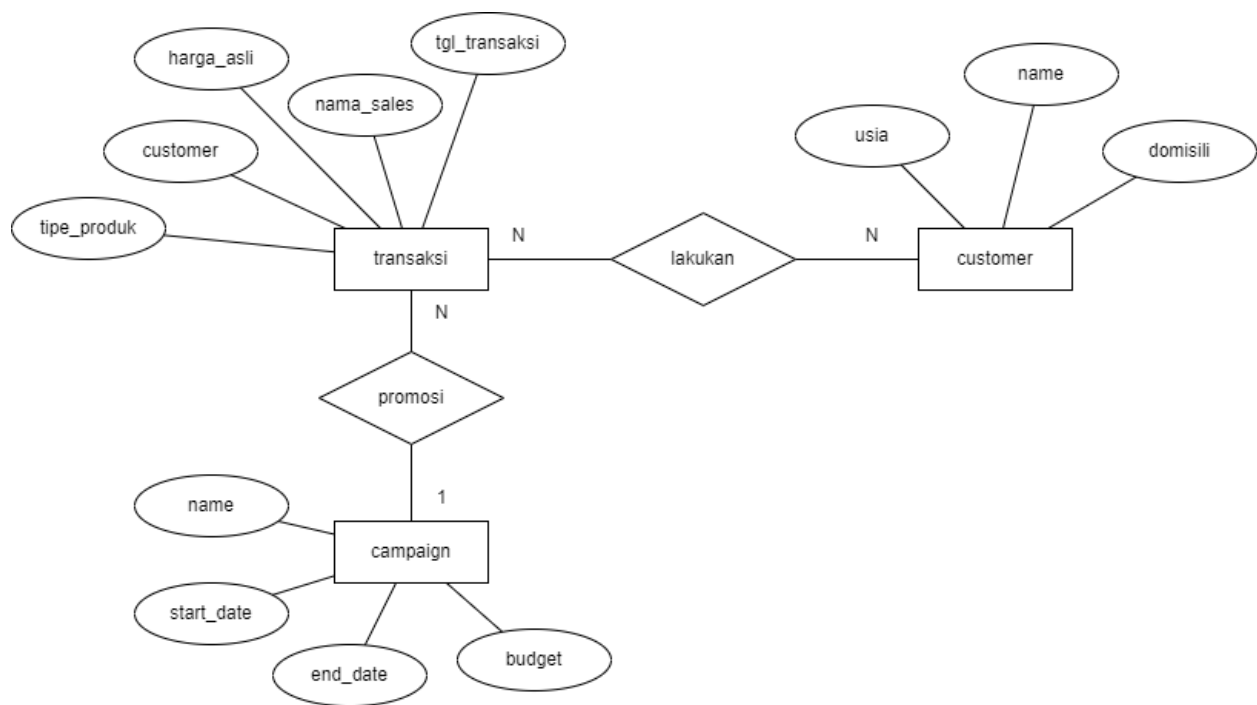 tgl_transaksi
harga_asli
name
nama_sales
usia
customer
domisili
tipe_produk
N
N
transaksi
lakukan
customer
N
promosi
1
name
campaign
start_date
budget
end_date